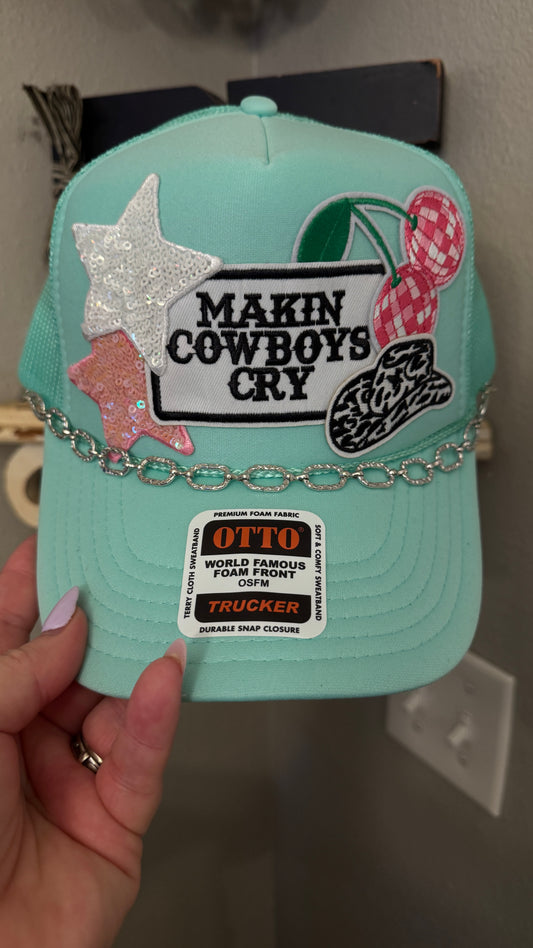 MAKIN
COWBOYS
CRY
PREMIUM FOAM FABRIC
TERRY CLOTH SWEATBAND
SOFT & COMFY SWEATBAND
OTTO®
WORLD FAMOUS
FOAM FRONT
OSFM
TRUCKER
DURABLE SNAP CLOSURE